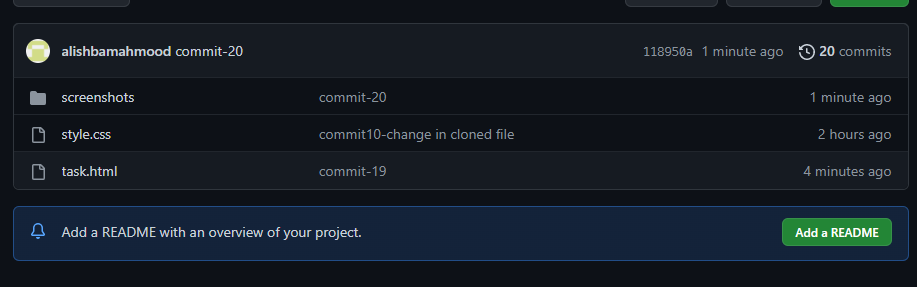 alishbamahmood commit-20 118950a 1 minute ago 20 commits
screenshots commit-20 1 minute ago
style.css commit10-change in cloned file 2 hours ago
task.html commit-19 4 minutes ago
Add a README with an overview of your project. Add a README